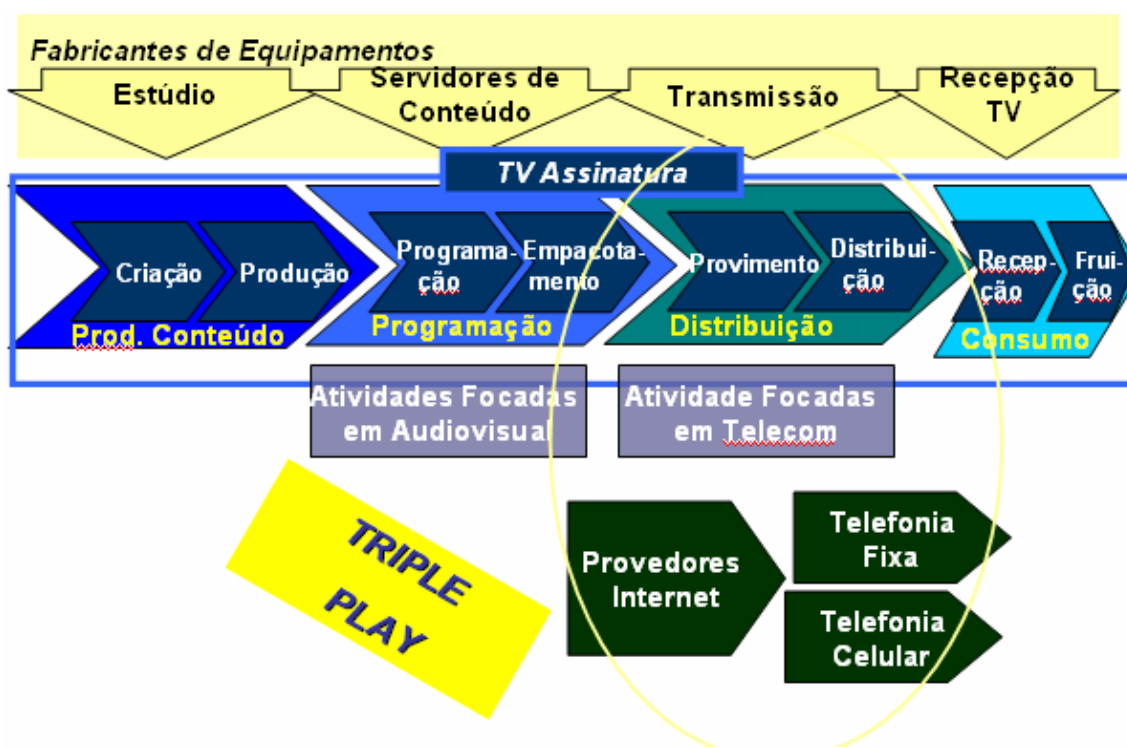 Fabricantes de Equipamentos
Estúdio
Servidores de
Conteúdo
Transmissão
Recepção
TV
TV Assinatura
Criação
Produção
Prod. Conteúdo
Programa-
ção
Empacota-
mento
Programação
Provimento
Distribui-
ção
Distribuição
Recep-
ção
Frui-
ção
Consumo
Atividades Focadas
em Audiovisual
Atividade Focadas
em Telecom
TRIPLE
PLAY
Provedores
Internet
Telefonia
Fixa
Telefonia
Celular